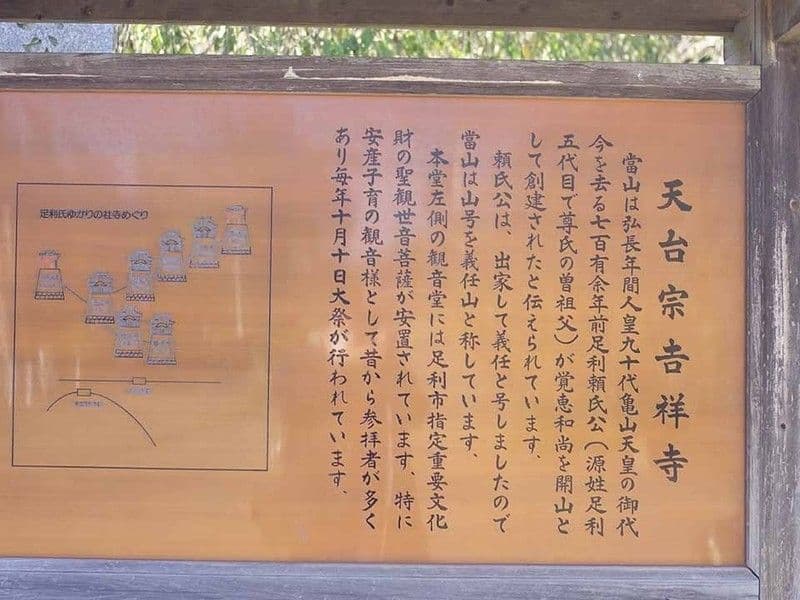 天台宗吉祥寺
當山は弘長年間人皇九十代亀山天皇の御代
今を去る七百有余年前足利頼氏公(源姓足利
五代目で尊氏の曽祖父)が覚恵和尚を開山と
して創建されたと伝えられています、
頼氏公は、出家して義任と号しましたので
當山は山号を義任山と称しています、
本堂左側の観音堂には足利市指定重要文化
財の聖観世音菩薩が安置されています、特に
安産子育の観音様として昔から参拝者が多く
あり毎年十月十日大祭が行われています、
足利氏ゆかりの社寺めぐり